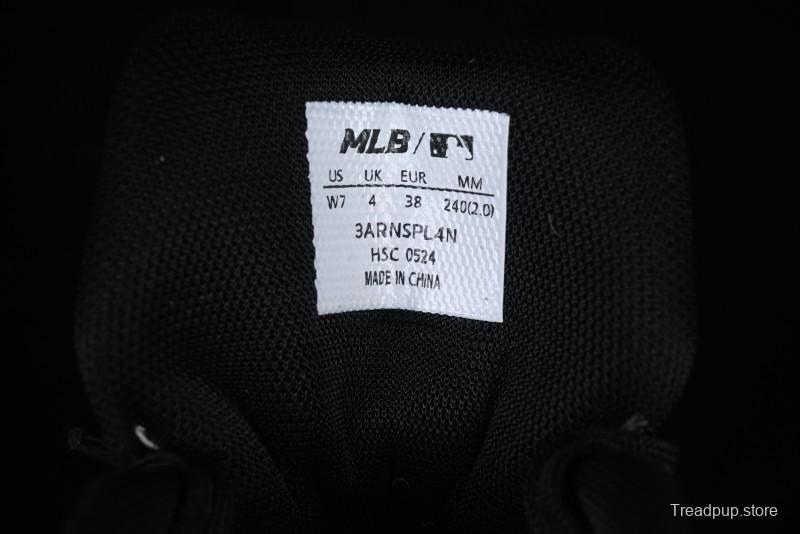 MLB /
US UK EUR MM
W7 4 38 240(2.0)
3ARNSPL4N
HSC 0524
MADE IN CHINA
Treadpup.store